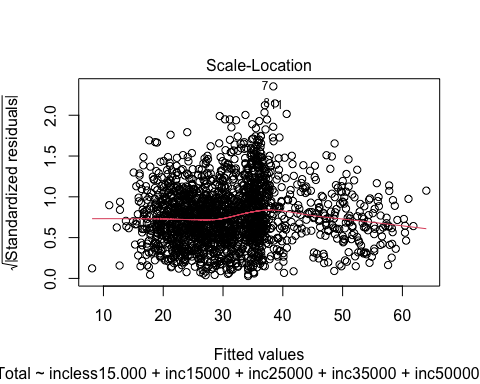 Scale-Location
√|Standardized residuals|
2.0
1.5
1.0
0.5
0.0
10 20 30 40 50 60
Fitted values
Total ~ incless15.000 + inc15000 + inc25000 + inc35000 + inc50000